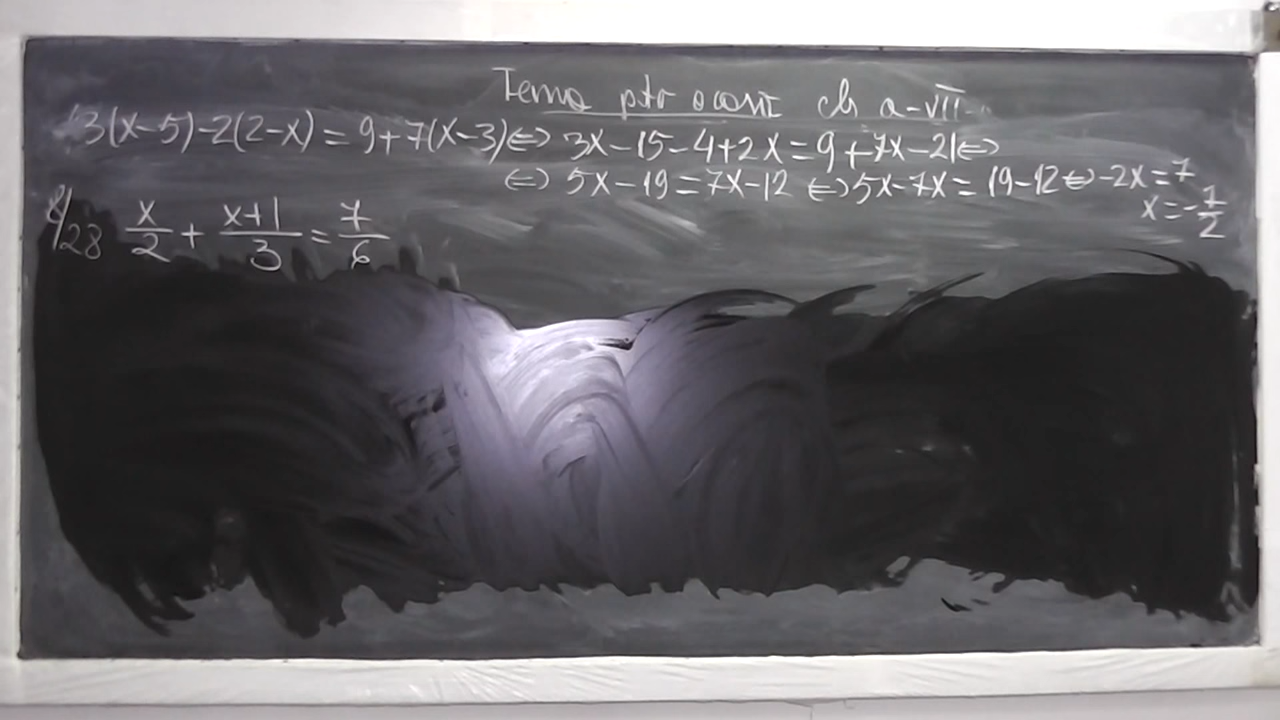 Tema ptr ocant cls a-VII-
3(x-5)-2(2-x)=9+7(x-3)⇔ 3x-15-4+2x=9+7x-21⇔
⇔ 5x-19=7x-12 ⇔ 5x-7x=19-12⇔-2x=7
x=-7/2
8/28 x/2 + x+1/3 = 7/6